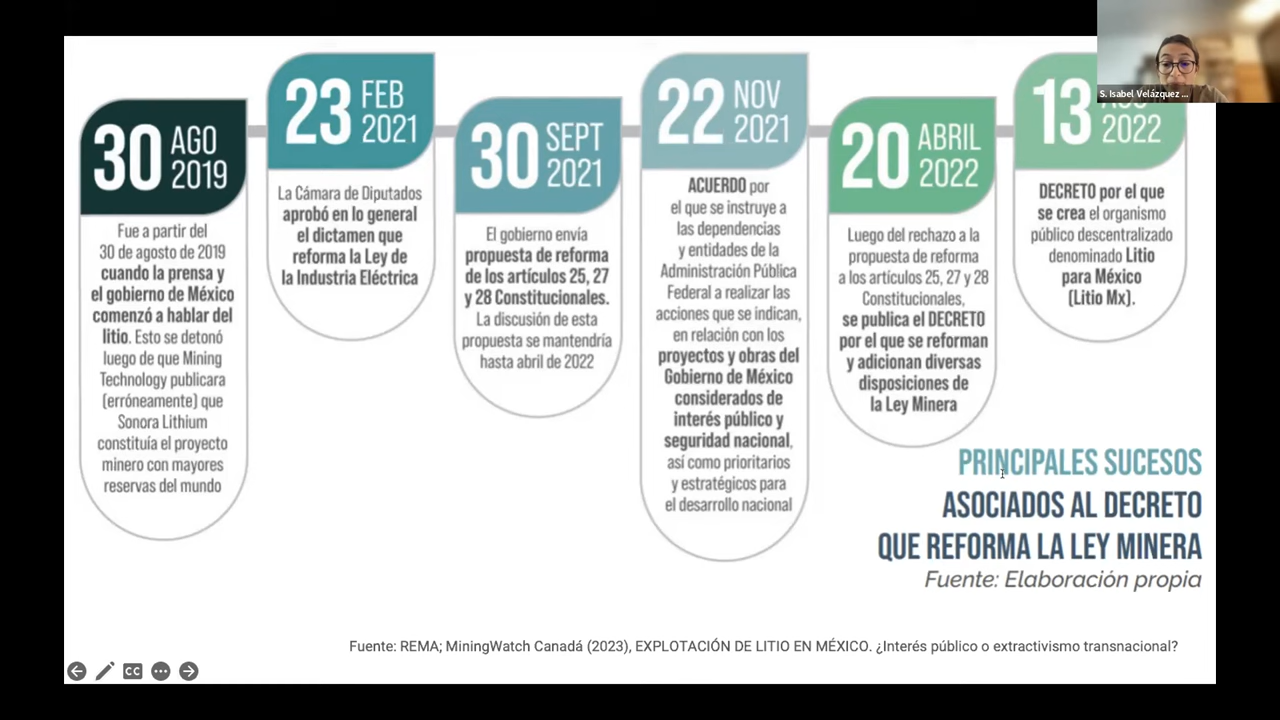 S. Isabel Velázquez ...
30 AGO 2019
Fue a partir del
30 de agosto de 2019
cuando la prensa y
el gobierno de México
comenzó a hablar del
litio. Esto se detonó
luego de que Mining
Technology publicara
(erróneamente) que
Sonora Lithium
constituía el proyecto
minero con mayores
reservas del mundo
23 FEB 2021
La Cámara de Diputados
aprobó en lo general
el dictamen que
reforma la Ley de
la Industria Eléctrica
30 SEPT 2021
El gobierno envía
propuesta de reforma
de los artículos 25, 27
y 28 Constitucionales.
La discusión de esta
propuesta se mantendría
hasta abril de 2022
22 NOV 2021
ACUERDO por
el que se instruye a
las dependencias
y entidades de la
Administración Pública
Federal a realizar las
acciones que se indican,
en relación con los
proyectos y obras del
Gobierno de México
considerados de
interés público y
seguridad nacional,
así como prioritarios
y estratégicos para
el desarrollo nacional
20 ABRIL 2022
Luego del rechazo a la
propuesta de reforma
a los artículos 25, 27 y 28
Constitucionales,
se publica el DECRETO
por el que se reforman
y adicionan diversas
disposiciones de
la Ley Minera
13 2022
DECRETO por el que
se crea el organismo
público descentralizado
denominado Litio
para México
(Litio Mx).
PRINCIPALES SUCESOS
ASOCIADOS AL DECRETO
QUE REFORMA LA LEY MINERA
Fuente: Elaboración propia
Fuente: REMA; MiningWatch Canadá (2023), EXPLOTACIÓN DE LITIO EN MÉXICO. ¿Interés público o extractivismo transnacional?
CC